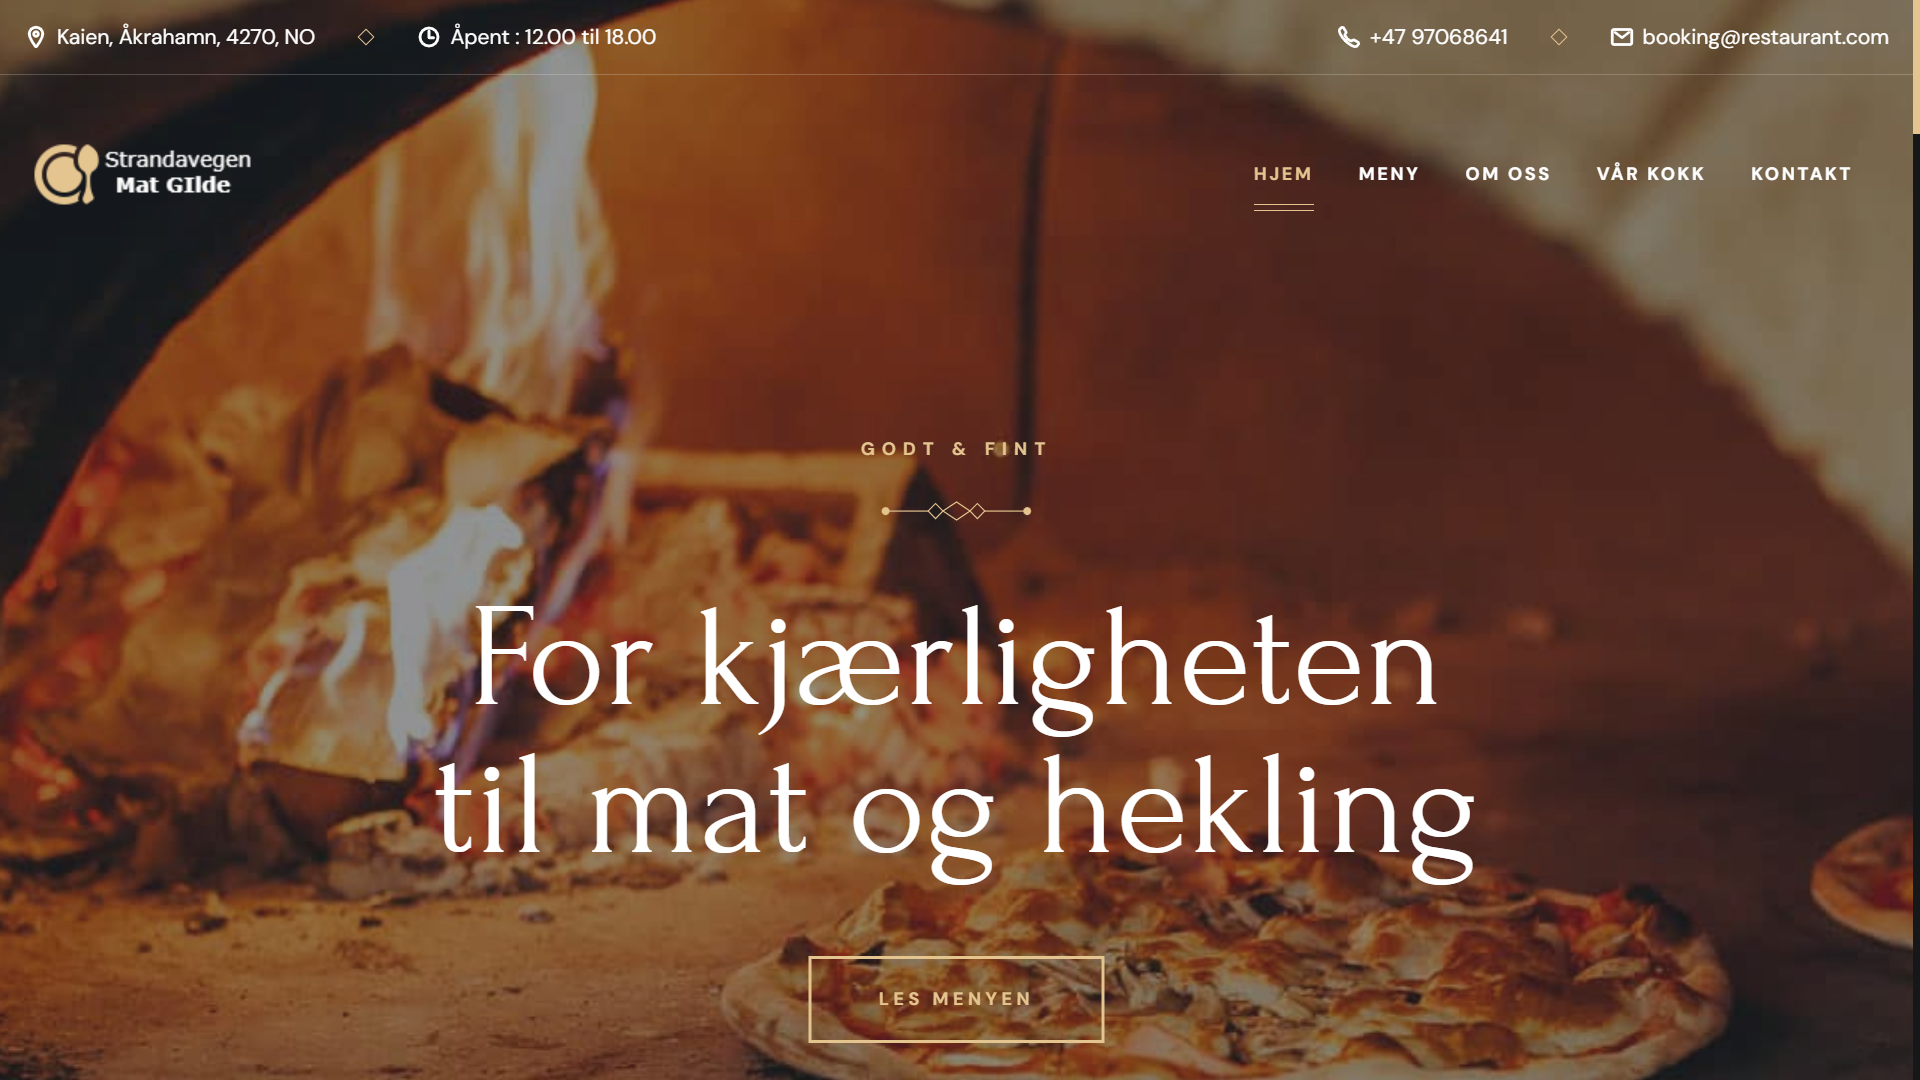 Kaien, Åkrahamn, 4270, NO
Åpent : 12.00 til 18.00
+47 97068641
booking@restaurant.com
Strandavegen
Mat GIlde
HJEM
MENY
OM OSS
VÅR KOKK
KONTAKT
GODT & FINT
For kjærligheten
til mat og hekling
LES MENYEN